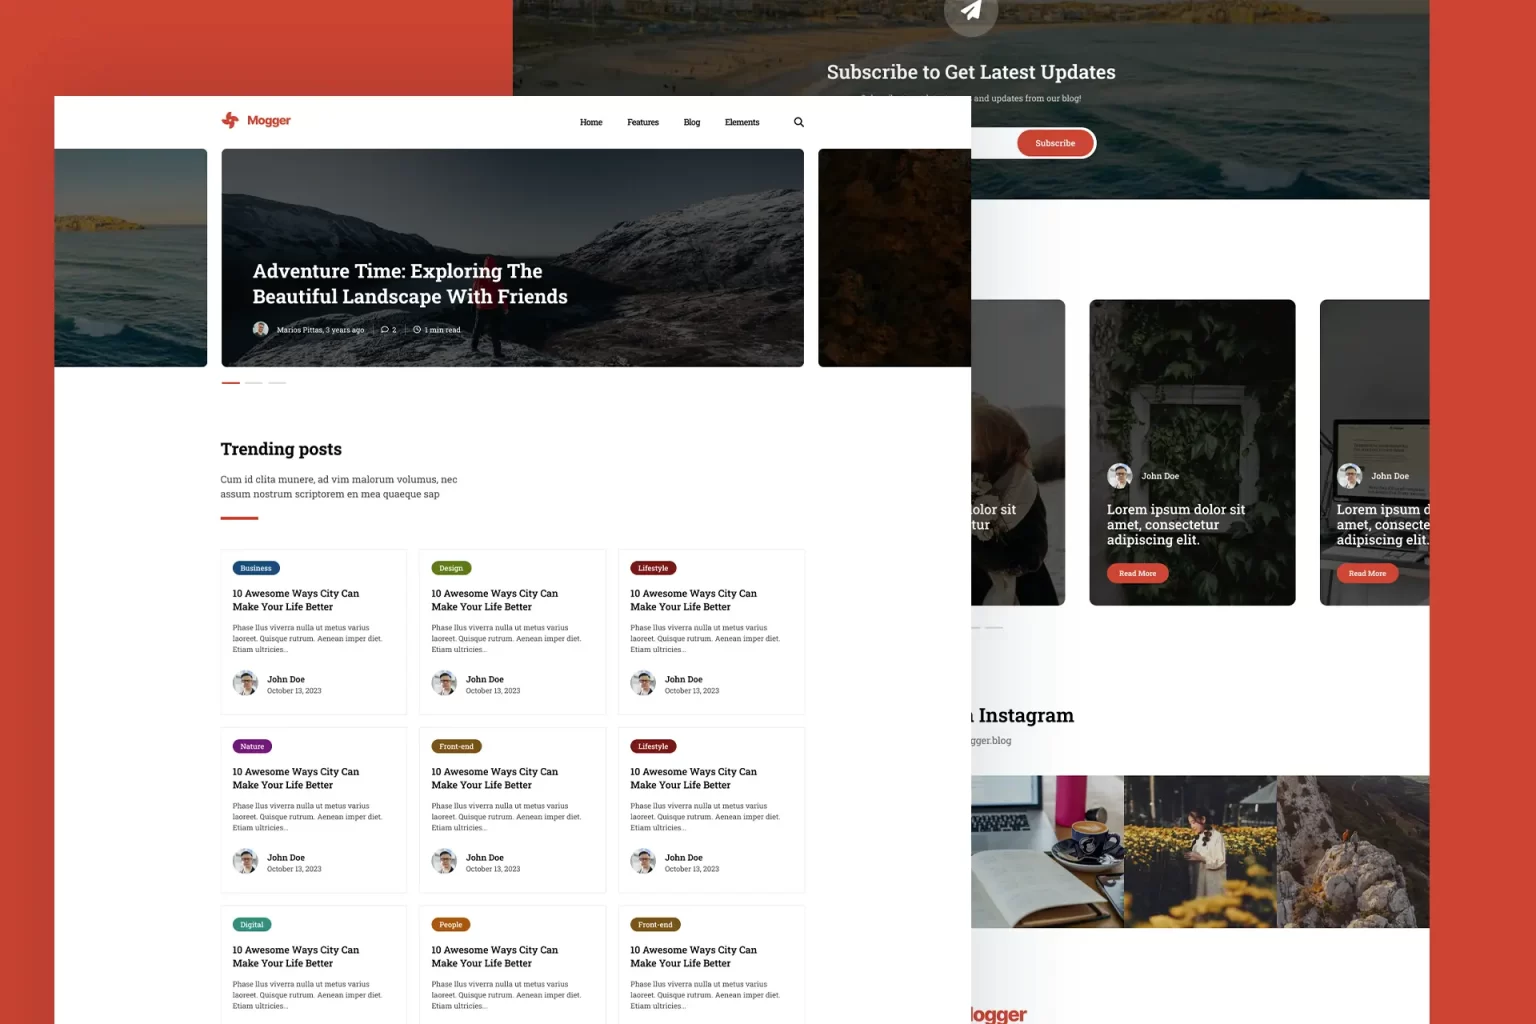 Subscribe to Get Latest Updates
and updates from our blog!
Subscribe
Mogger
Home Features Blog Elements
Adventure Time: Exploring The
Beautiful Landscape With Friends
Marios Pittas, 3 years ago 2 1 min read
Trending posts
Cum id clita munere, ad vim malorum volumus, nec
assum nostrum scriptorem en mea quaeque sap
Business
10 Awesome Ways City Can
Make Your Life Better
Phase llus viverra nulla ut metus varius
laoreet. Quisque rutrum. Aenean imper diet.
Etiam ultricies...
John Doe
October 13, 2023
Design
10 Awesome Ways City Can
Make Your Life Better
Phase llus viverra nulla ut metus varius
laoreet. Quisque rutrum. Aenean imper diet.
Etiam ultricies...
John Doe
October 13, 2023
Lifestyle
10 Awesome Ways City Can
Make Your Life Better
Phase llus viverra nulla ut metus varius
laoreet. Quisque rutrum. Aenean imper diet.
Etiam ultricies...
John Doe
October 13, 2023
Nature
10 Awesome Ways City Can
Make Your Life Better
Phase llus viverra nulla ut metus varius
laoreet. Quisque rutrum. Aenean imper diet.
Etiam ultricies...
John Doe
October 13, 2023
Front-end
10 Awesome Ways City Can
Make Your Life Better
Phase llus viverra nulla ut metus varius
laoreet. Quisque rutrum. Aenean imper diet.
Etiam ultricies...
John Doe
October 13, 2023
Lifestyle
10 Awesome Ways City Can
Make Your Life Better
Phase llus viverra nulla ut metus varius
laoreet. Quisque rutrum. Aenean imper diet.
Etiam ultricies...
John Doe
October 13, 2023
Digital
10 Awesome Ways City Can
Make Your Life Better
Phase llus viverra nulla ut metus varius
laoreet. Quisque rutrum. Aenean imper diet.
Etiam ultricies...
People
10 Awesome Ways City Can
Make Your Life Better
Phase llus viverra nulla ut metus varius
laoreet. Quisque rutrum. Aenean imper diet.
Etiam ultricies...
Front-end
10 Awesome Ways City Can
Make Your Life Better
Phase llus viverra nulla ut metus varius
laoreet. Quisque rutrum. Aenean imper diet.
Etiam ultricies...
olor sit
tur
John Doe
Lorem ipsum dolor sit
amet, consectetur
adipiscing elit.
Read More
John Doe
Lorem ipsum d
amet, consecte
adipiscing elit.
Read More
Instagram
gger.blog
logger